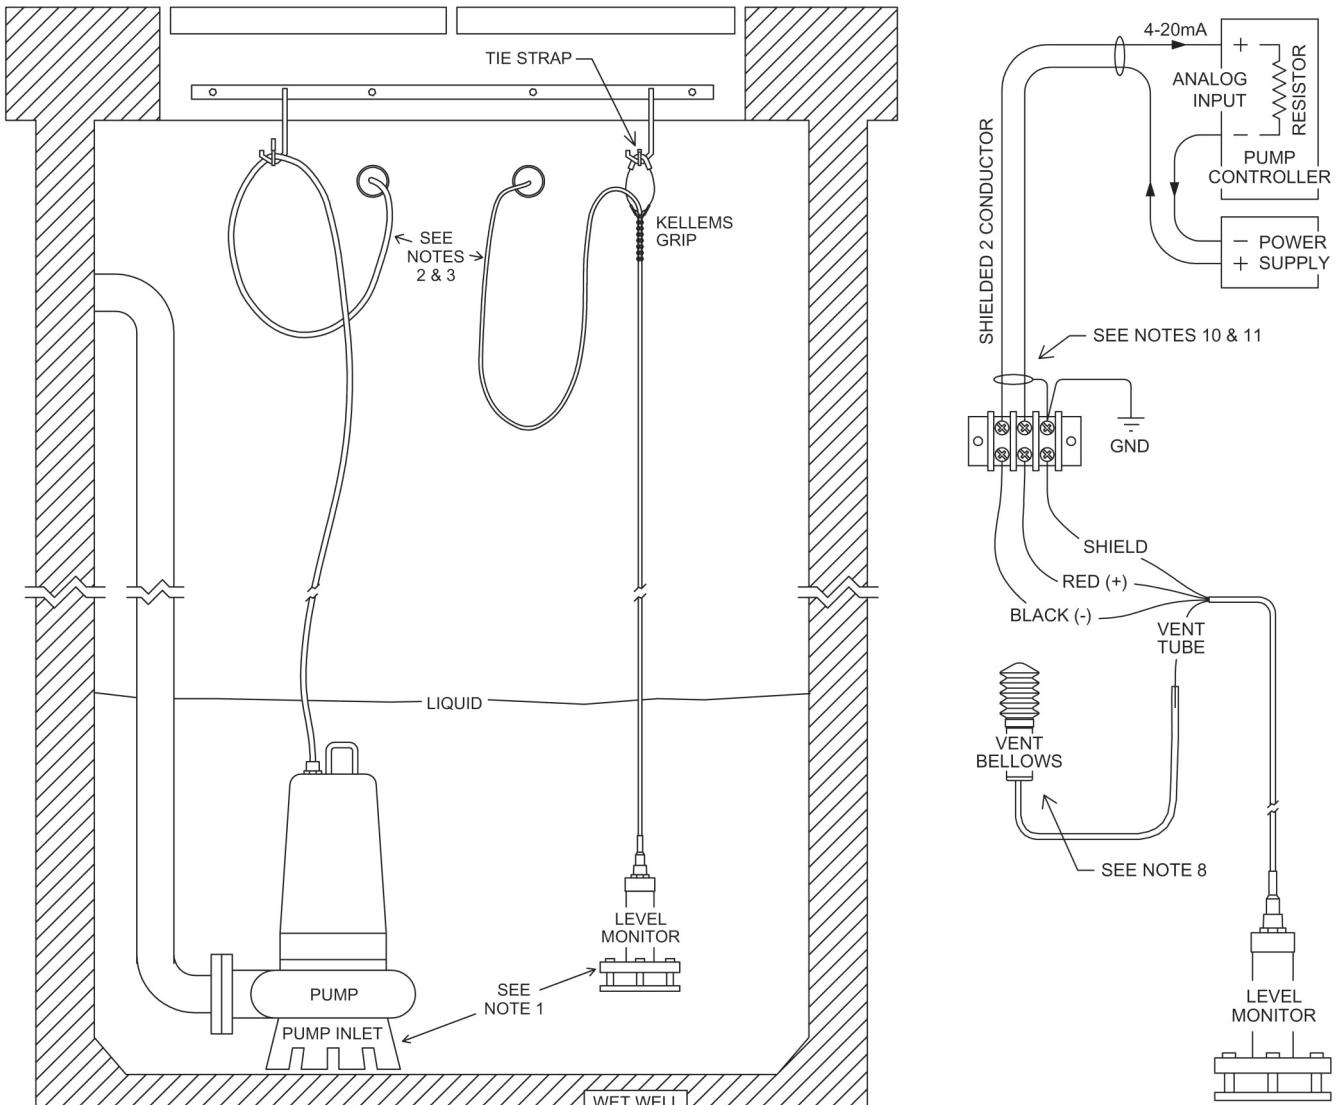 TIE STRAP
KELLEMS
GRIP
SEE
NOTES
2 & 3
LIQUID
LEVEL
MONITOR
SEE
NOTE 1
PUMP
PUMP INLET
WET WELL
4-20mA
+
ANALOG
INPUT
RESISTOR
–
PUMP
CONTROLLER
– POWER
+ SUPPLY
SHIELDED 2 CONDUCTOR
SEE NOTES 10 & 11
GND
SHIELD
RED (+)
BLACK (-)
VENT
TUBE
VENT
BELLOWS
SEE NOTE 8
LEVEL
MONITOR